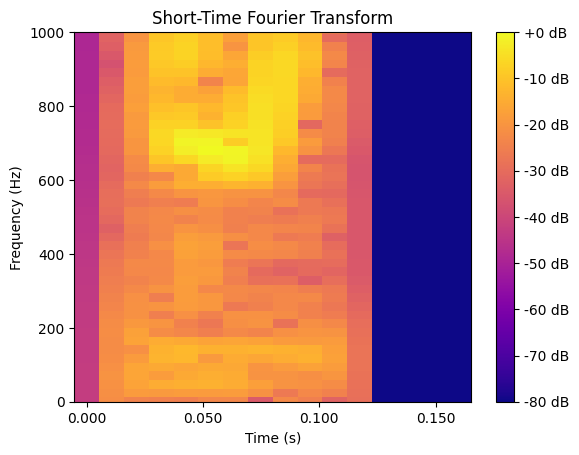 Short-Time Fourier Transform
1000
800
600
400
200
0
Frequency (Hz)
0.000
0.050
0.100
0.150
Time (s)
+0 dB
-10 dB
-20 dB
-30 dB
-40 dB
-50 dB
-60 dB
-70 dB
-80 dB